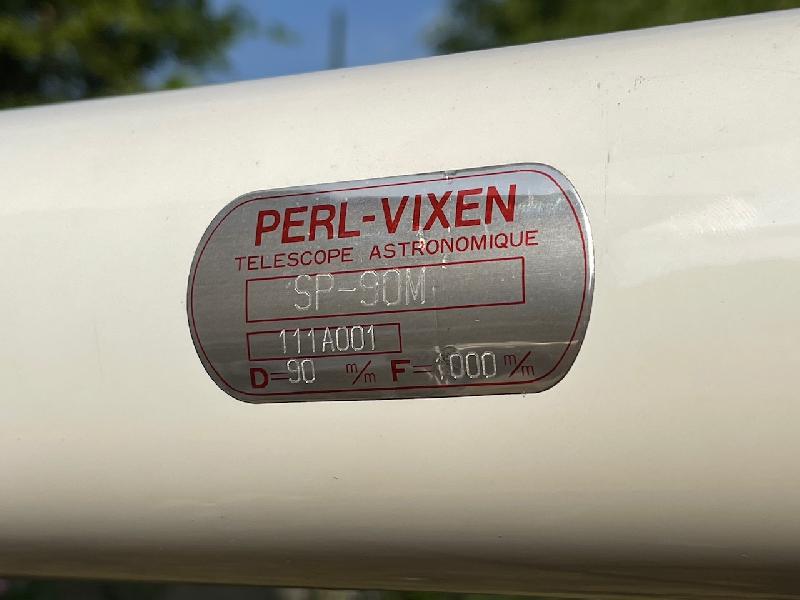 PERL-VIXEN
TELESCOPE ASTRONOMIQUE
SP-90M
111A001
D=90 m/m F=1000 m/m